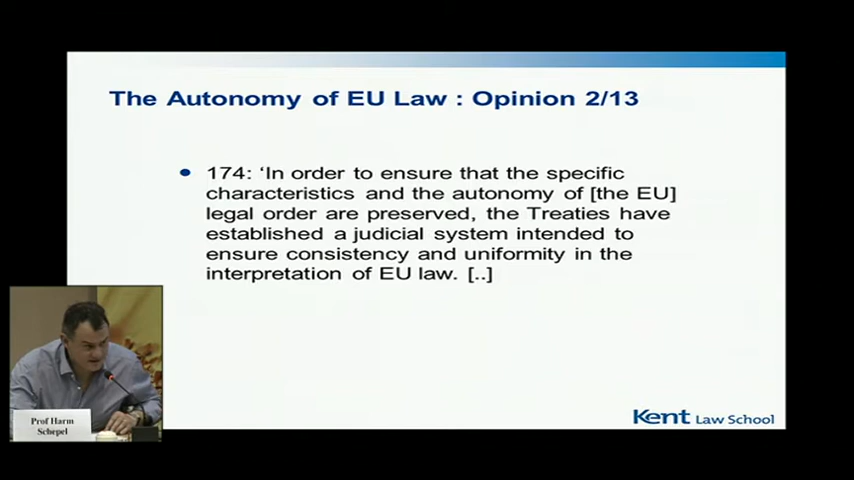 The Autonomy of EU Law : Opinion 2/13
174: ‘In order to ensure that the specific
characteristics and the autonomy of [the EU]
legal order are preserved, the Treaties have
established a judicial system intended to
ensure consistency and uniformity in the
interpretation of EU law. [..]
Prof Harm
Schepel
Kent Law School